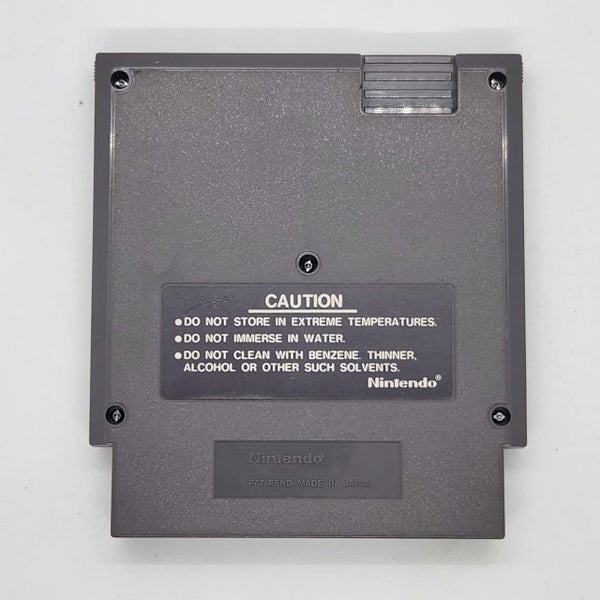 CAUTION
•DO NOT STORE IN EXTREME TEMPERATURES.
•DO NOT IMMERSE IN WATER.
•DO NOT CLEAN WITH BENZENE, THINNER,
ALCOHOL OR OTHER SUCH SOLVENTS.
Nintendo®
Nintendo®
PAT. PEND. MADE IN JAPAN